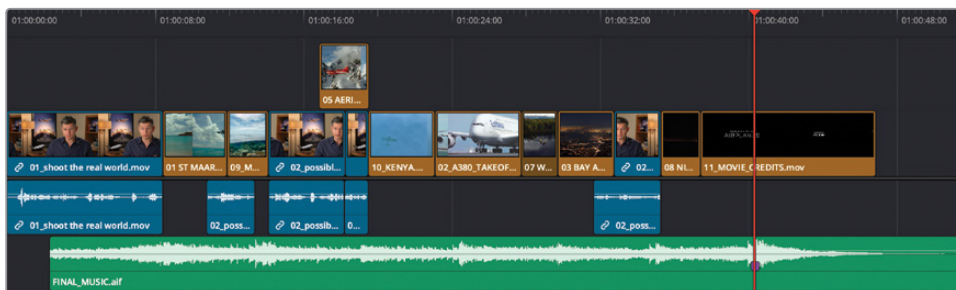 01:00:00:00 01:00:08:00 01:00:16:00 01:00:24:00 01:00:32:00 01:00:40:00 01:00:48:00
05 AERI...
01_shoot the real world.mov 01 ST MAAR... 09_M... 02_possibl... 10_KENYA.... 02_A380_TAKEOF... 07 W... 03 BAY A... 02... 08 NI... 11_MOVIE_CREDITS.mov
01_shoot the real world.mov 02_poss... 02_possib... 0... 02_poss...
FINAL_MUSIC.aif